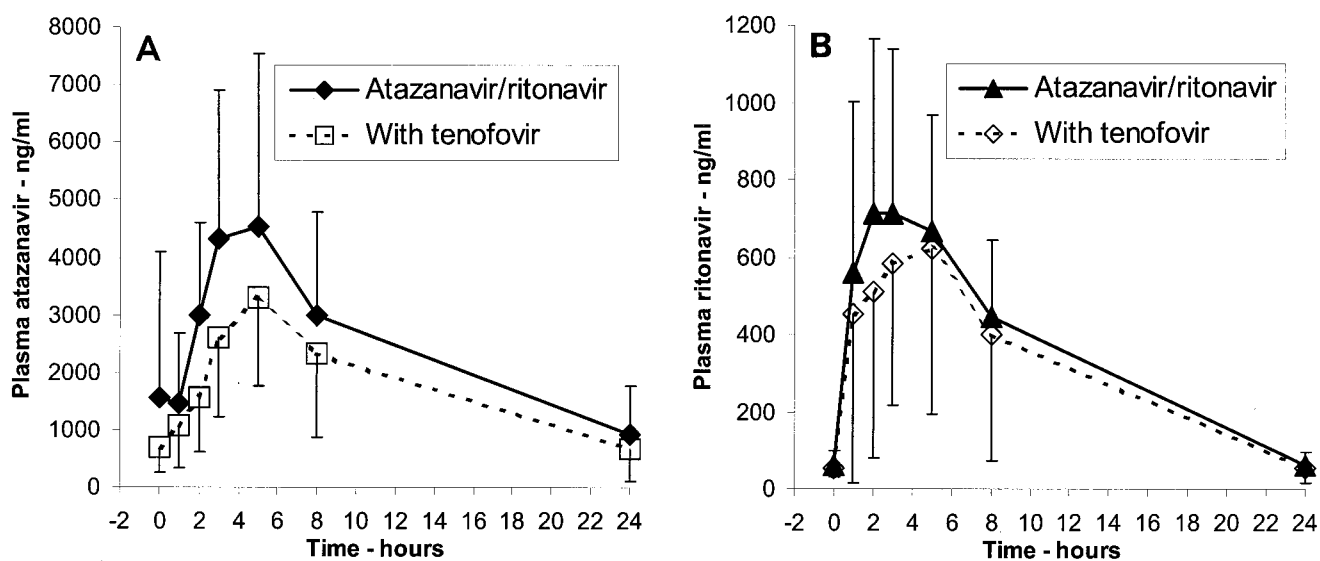 A
Plasma atazanavir - ng/ml
8000
7000
6000
5000
4000
3000
2000
1000
0
Atazanavir/ritonavir
With tenofovir
-2 0 2 4 6 8 10 12 14 16 18 20 22 24
Time - hours
B
Plasma ritonavir - ng/ml
1200
1000
800
600
400
200
0
Atazanavir/ritonavir
With tenofovir
-2 0 2 4 6 8 10 12 14 16 18 20 22 24
Time - hours